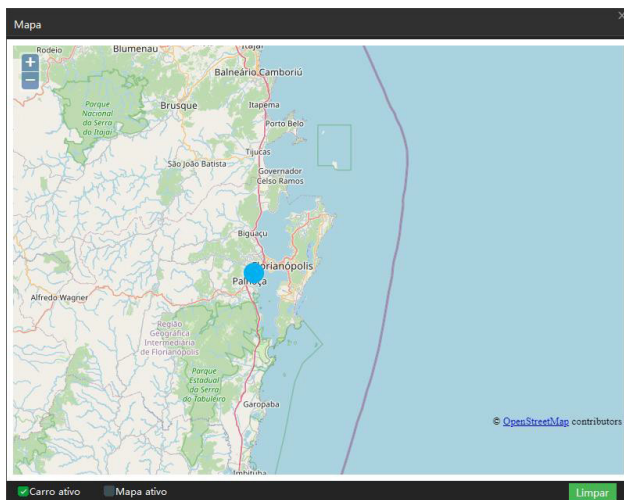 Mapa
×
Rodeio
Blumenau
Itajaí
+
−
Balneário Camboriú
Parque
Nacional
da Serra
do Itajaí
Brusque
Itapema
Porto Belo
Tijucas
São João Batista
Governador
Celso Ramos
Biguaçu
Florianópolis
Palhoça
Alfredo Wagner
Região
Geográfica
Intermediária
de Florianópolis
Parque
Estadual
da Serra
do Tabuleiro
Garopaba
© OpenStreetMap contributors
Imbituba
Carro ativo
Mapa ativo
Limpar